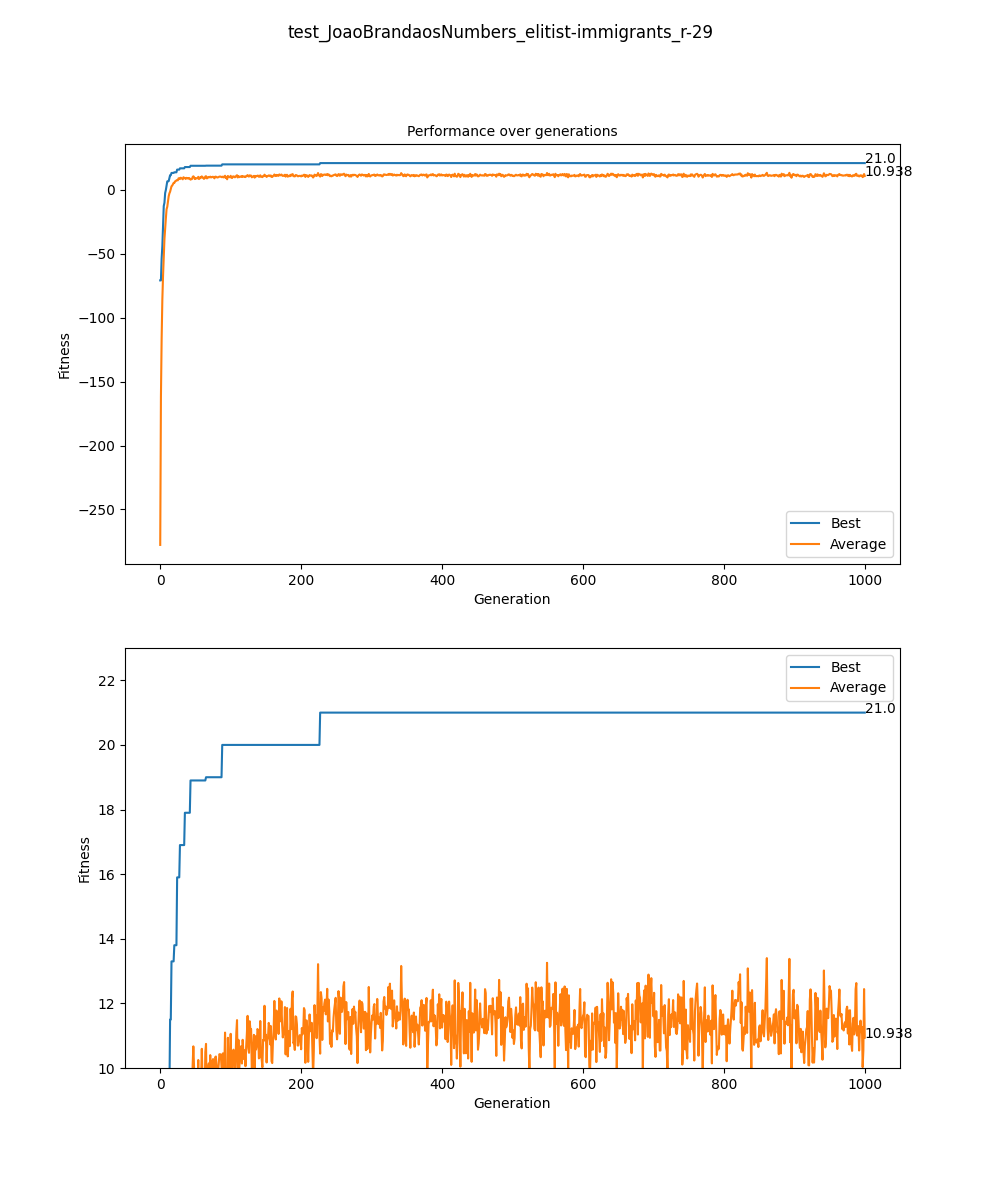 test_JoaoBrandaosNumbers_elitist-immigrants_r-29
Performance over generations
21.0
10.938
0
−50
−100
−150
−200
−250
Fitness
Best
Average
0 200 400 600 800 1000
Generation
Best
Average
21.0
10.938
22
20
18
16
14
12
10
Fitness
0 200 400 600 800 1000
Generation